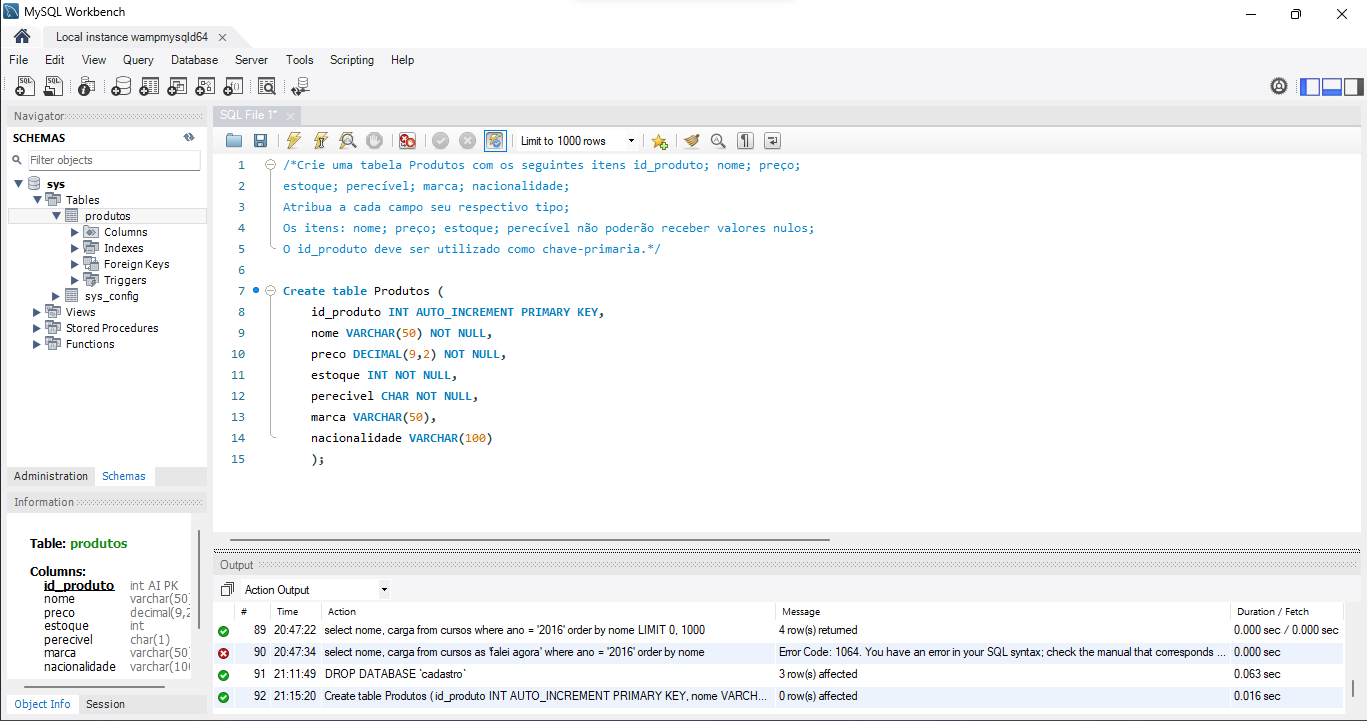 MySQL Workbench
Local instance wampmysqld64
File Edit View Query Database Server Tools Scripting Help
Navigator
SCHEMAS
Filter objects
sys
Tables
produtos
Columns
Indexes
Foreign Keys
Triggers
sys_config
Views
Stored Procedures
Functions
Administration Schemas
Information
Table: produtos
Columns:
id_produto int AI PK
nome varchar(50)
preco decimal(9,2
estoque int
perecivel char(1)
marca varchar(50)
nacionalidade varchar(10
Object Info Session
SQL File 1*
Limit to 1000 rows
1 /*Crie uma tabela Produtos com os seguintes itens id_produto; nome; preço;
2 estoque; perecível; marca; nacionalidade;
3 Atribua a cada campo seu respectivo tipo;
4 Os itens: nome; preço; estoque; perecível não poderão receber valores nulos;
5 O id_produto deve ser utilizado como chave-primaria.*/
6
7 Create table Produtos (
8 id_produto INT AUTO_INCREMENT PRIMARY KEY,
9 nome VARCHAR(50) NOT NULL,
10 preco DECIMAL(9,2) NOT NULL,
11 estoque INT NOT NULL,
12 perecivel CHAR NOT NULL,
13 marca VARCHAR(50),
14 nacionalidade VARCHAR(100)
15 );
Output
Action Output
# Time Action Message Duration / Fetch
89 20:47:22 select nome, carga from cursos where ano = '2016' order by nome LIMIT 0, 1000 4 row(s) returned 0.000 sec / 0.000 sec
90 20:47:34 select nome, carga from cursos as 'falei agora' where ano = '2016' order by nome Error Code: 1064. You have an error in your SQL syntax; check the manual that corresponds ... 0.000 sec
91 21:11:49 DROP DATABASE `cadastro` 3 row(s) affected 0.063 sec
92 21:15:20 Create table Produtos ( id_produto INT AUTO_INCREMENT PRIMARY KEY, nome VARCH... 0 row(s) affected 0.016 sec